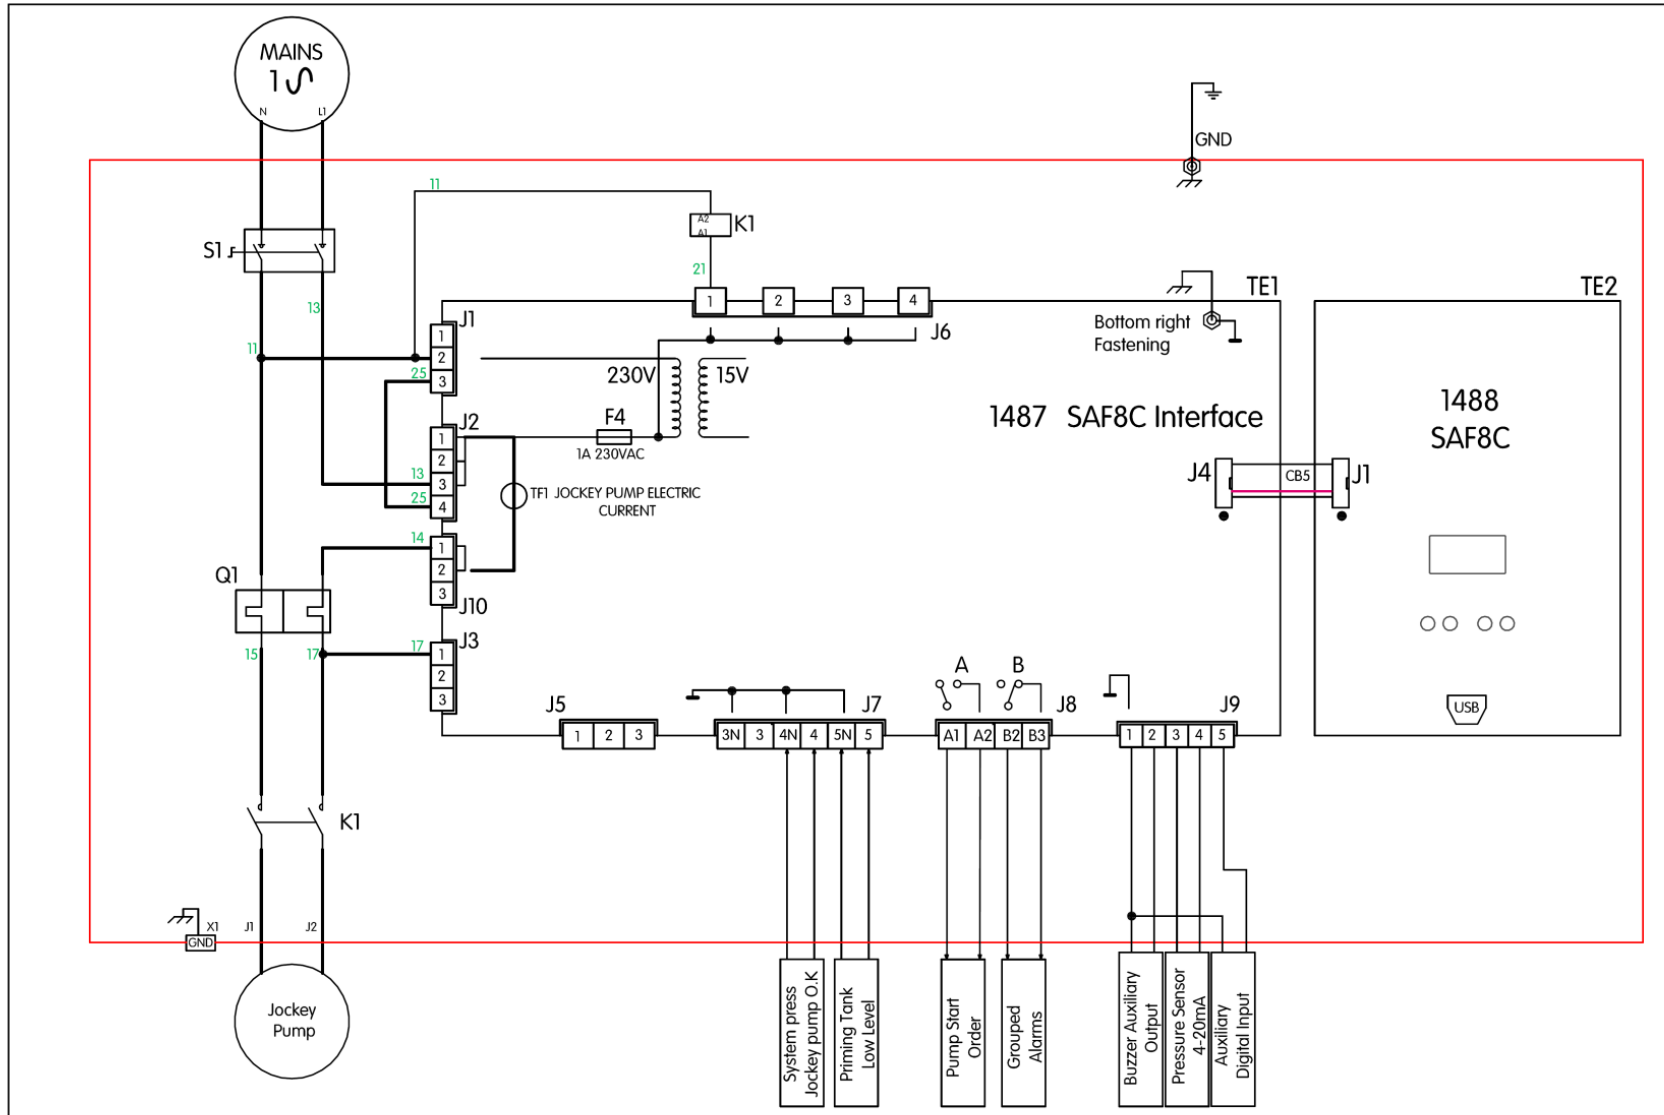 MAINS
1
N
L1
GND
11
A2
A1
K1
S1
21
13
TE1
TE2
1
2
3
4
J6
J1
1
2
3
11
25
230V
15V
Bottom right
Fastening
1487 SAF8C Interface
1488
SAF8C
F4
1A 230VAC
J2
1
2
3
4
13
25
TF1 JOCKEY PUMP ELECTRIC
CURRENT
J4
CB5
J1
14
1
2
3
J10
Q1
15
17
17
J3
1
2
3
J5
1
2
3
J7
3N
3
4N
4
5N
5
A
B
J8
A1
A2
B2
B3
J9
1
2
3
4
5
USB
K1
X1
GND
J1
J2
Jockey
Pump
System press
Jockey pump O.K
Priming Tank
Low Level
Pump Start
Order
Grouped
Alarms
Buzzer Auxiliary
Output
Pressure Sensor
4-20mA
Auxiliary
Digital Input